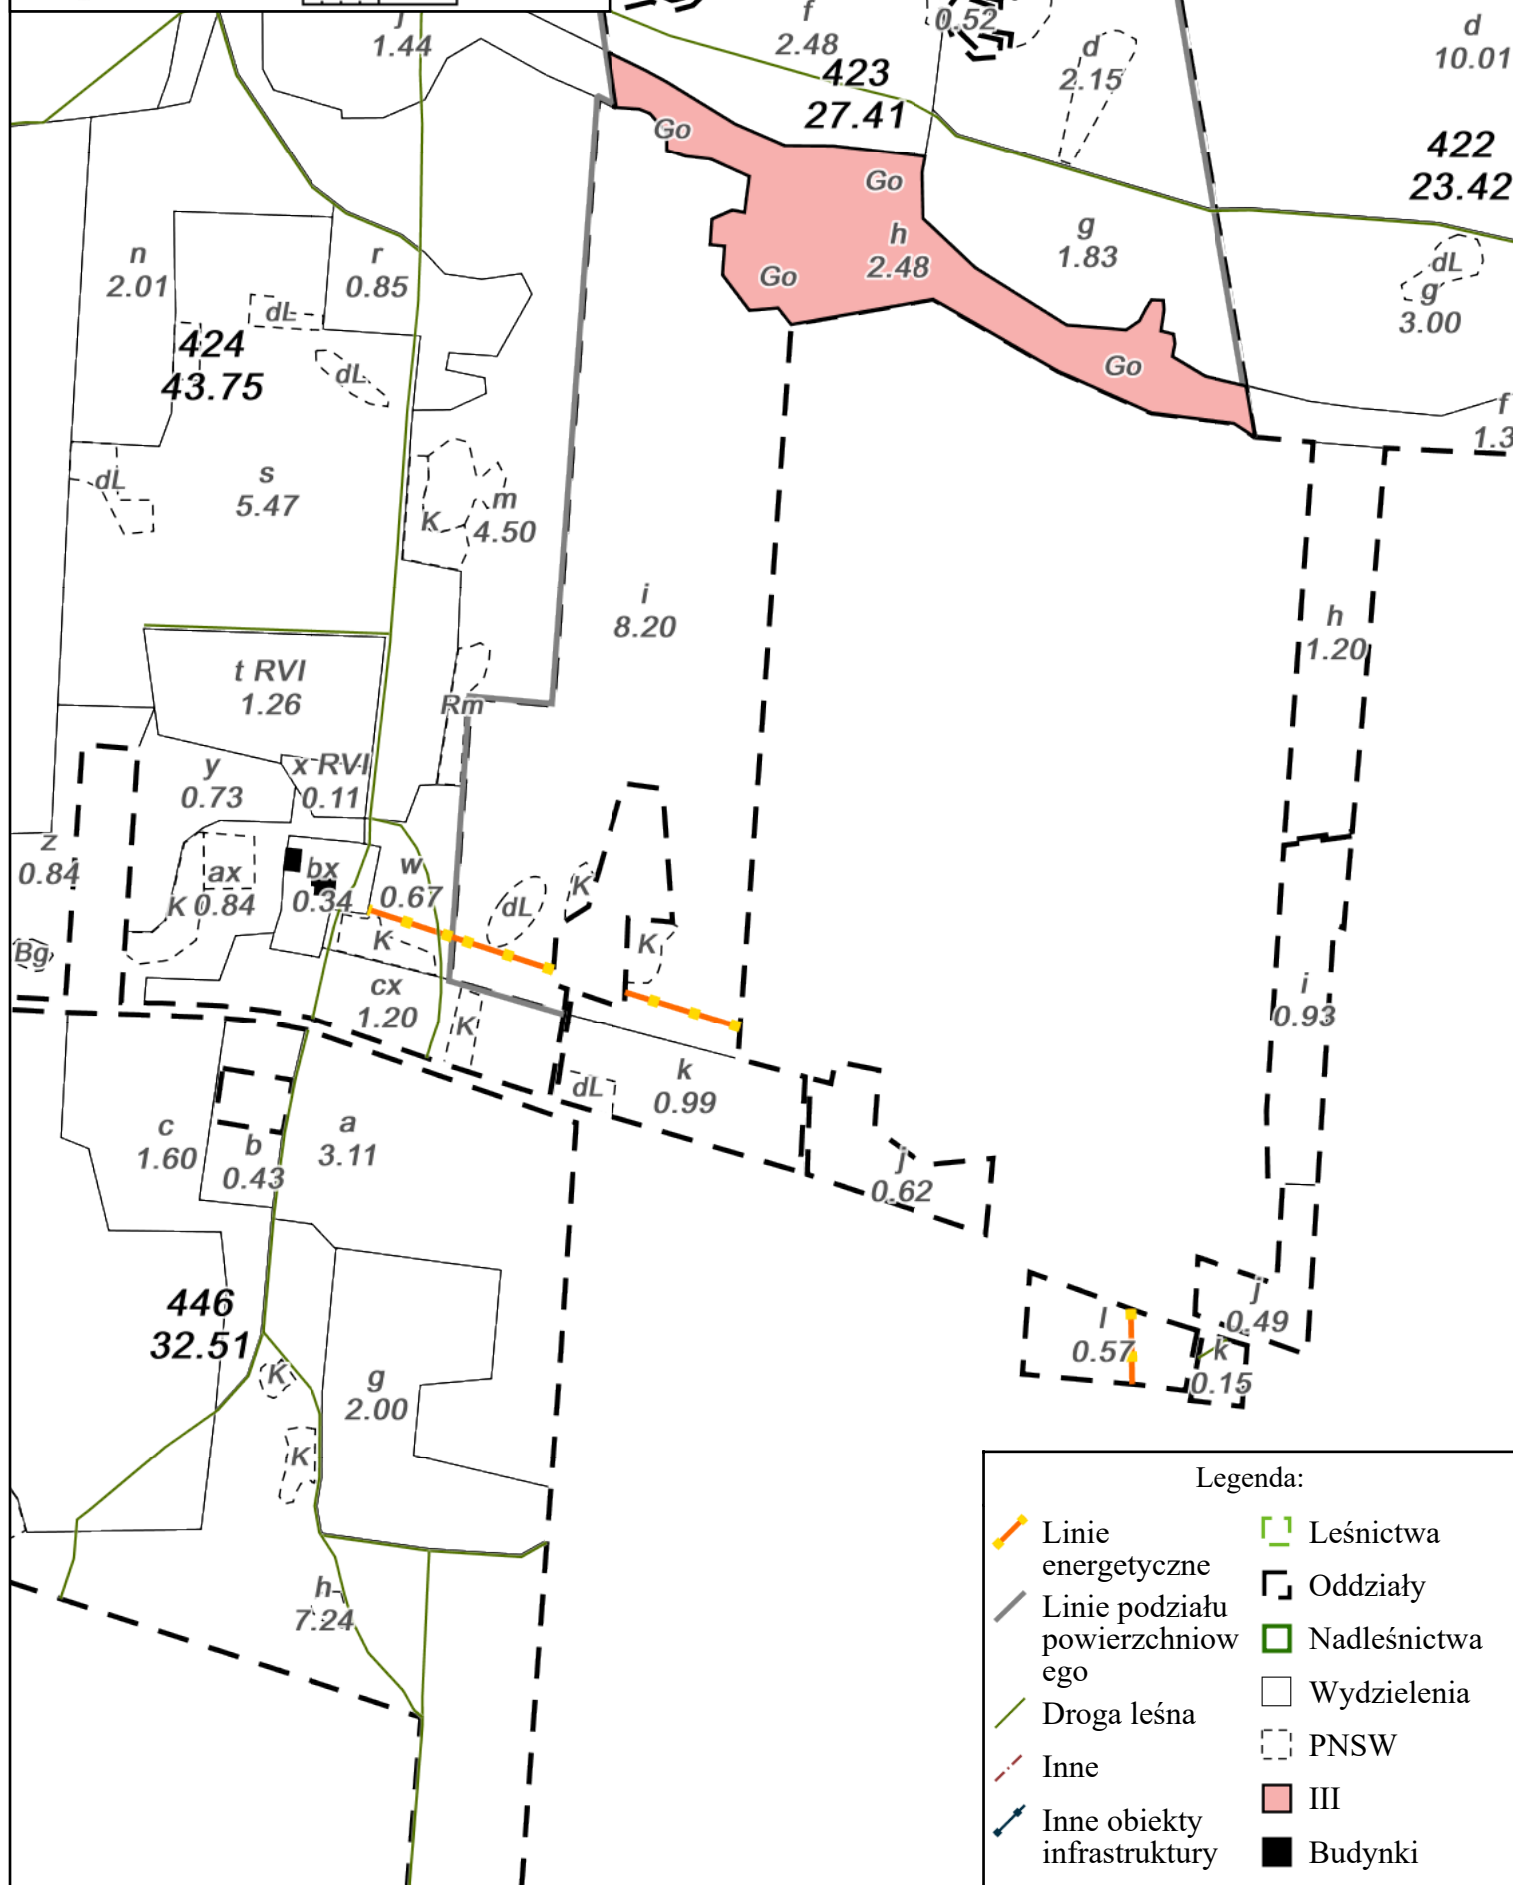 j
1.44
f
2.48
0.52
d
2.15
d
10.01
423
27.41
422
23.42
Go
Go
h
2.48
Go
Go
g
1.83
dL
g
3.00
f
1.3
n
2.01
r
0.85
dL
424
43.75
dL
dL
s
5.47
K
m
4.50
i
8.20
h
1.20
t RVI
1.26
Rm
y
0.73
x RVI
0.11
z
0.84
ax
K 0.84
bx
0.34
w
0.67
dL
K
K
K
Bg
cx
1.20
K
i
0.93
dL
k
0.99
c
1.60
b
0.43
a
3.11
j
0.62
446
32.51
j
0.49
l
0.57
k
0.15
K
g
2.00
K
h
7.24
Legenda:
Linie
energetyczne
Linie podziału
powierzchniow
ego
Droga leśna
Inne
Inne obiekty
infrastruktury
Leśnictwa
Oddziały
Nadleśnictwa
Wydzielenia
PNSW
III
Budynki